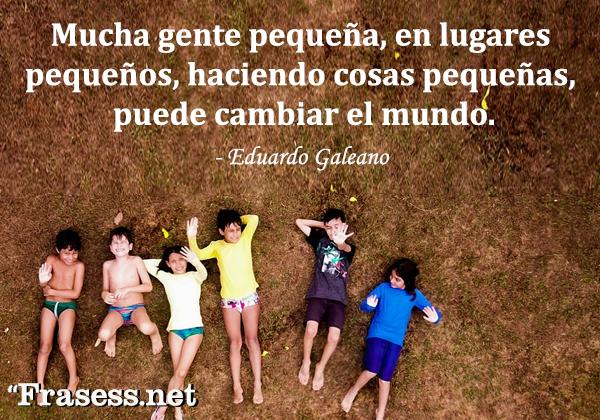 Mucha gente pequeña, en lugares
pequeños, haciendo cosas pequeñas,
puede cambiar el mundo.
- Eduardo Galeano
“Frasess.net